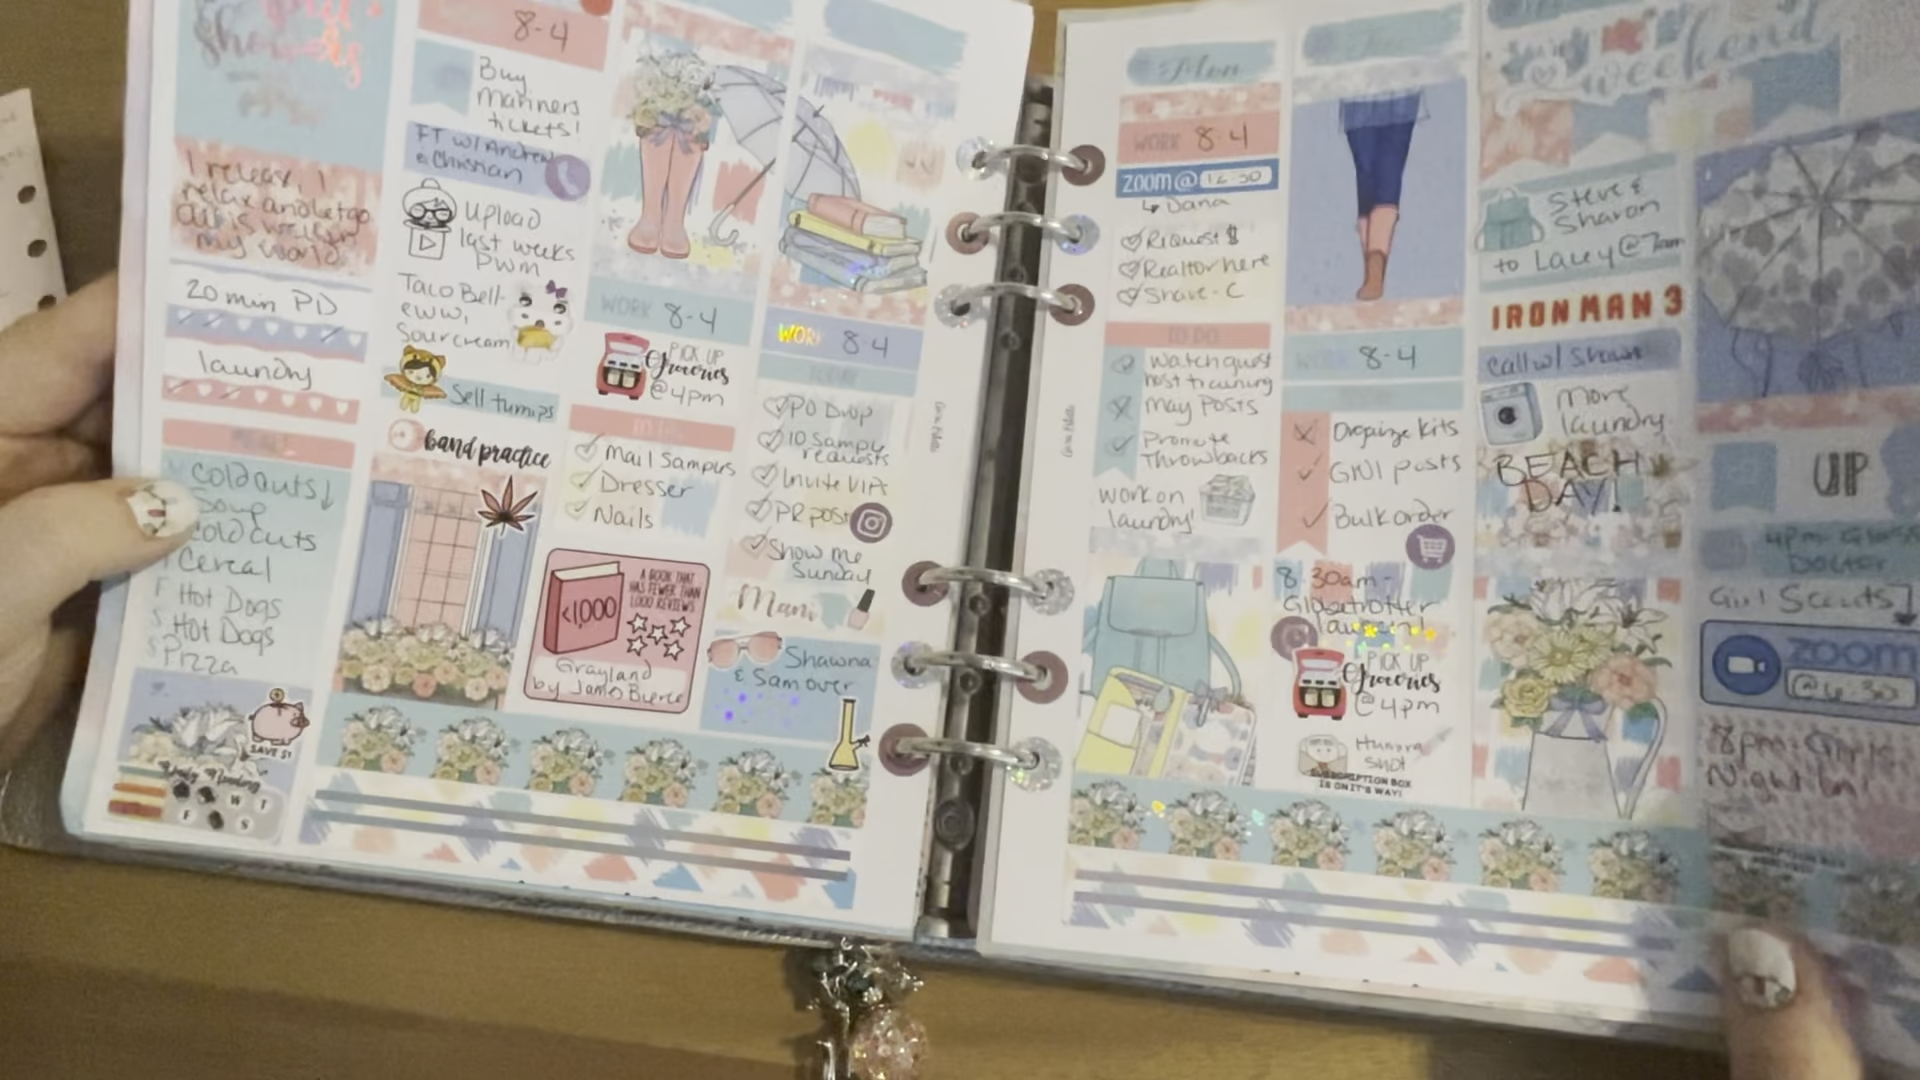 showers
I release, I
relax and let go
All is well in
my world.
20 min PD
laundry
Cold cuts
Soup
Cold cuts
Cereal
F Hot Dogs
S Hot Dogs
S Pizza
SAVE $!
W T
F S
8-4
Buy
Mariners
tickets!
FT w/ Andrew
& Christian
Upload
last weeks
PWM
Taco Bell-
eww,
Sour cream
Sell turnips
band practice
WORK 8-4
PICK UP
Groceries
@4pm
Mail Samples
Dresser
Nails
A BOOK THAT
HAS FEWER THAN
1,000 REVIEWS
<1,000
Grayland
by James Bierce
WORK 8-4
PO Drop
10 Sample
requests
Invite VIP
PR post
Show me
Sunday
Mani
Shawna
& Sam over
Mon
WORK 8-4
ZOOM@ 12:30
Dana
Request $
Realtor here
Shave - C
TO DO
Watch guest
host training
May Posts
Promote
Throwbacks
Work on
laundry!
WORK 8-4
Organize Kits
GNI posts
Bulk order
8:30am-
Globetrotter
launch!
PICK UP
Groceries
@4pm
SUBSCRIPTION BOX
IS ON IT'S WAY!
weekend
Steve &
Sharon
to Lacey @7am
IRON MAN 3
call w/ Shawn
More
laundry
BEACH
DAY!
UP
Girl Scouts
zoom
@6:30
8pm-Girls
Night In!